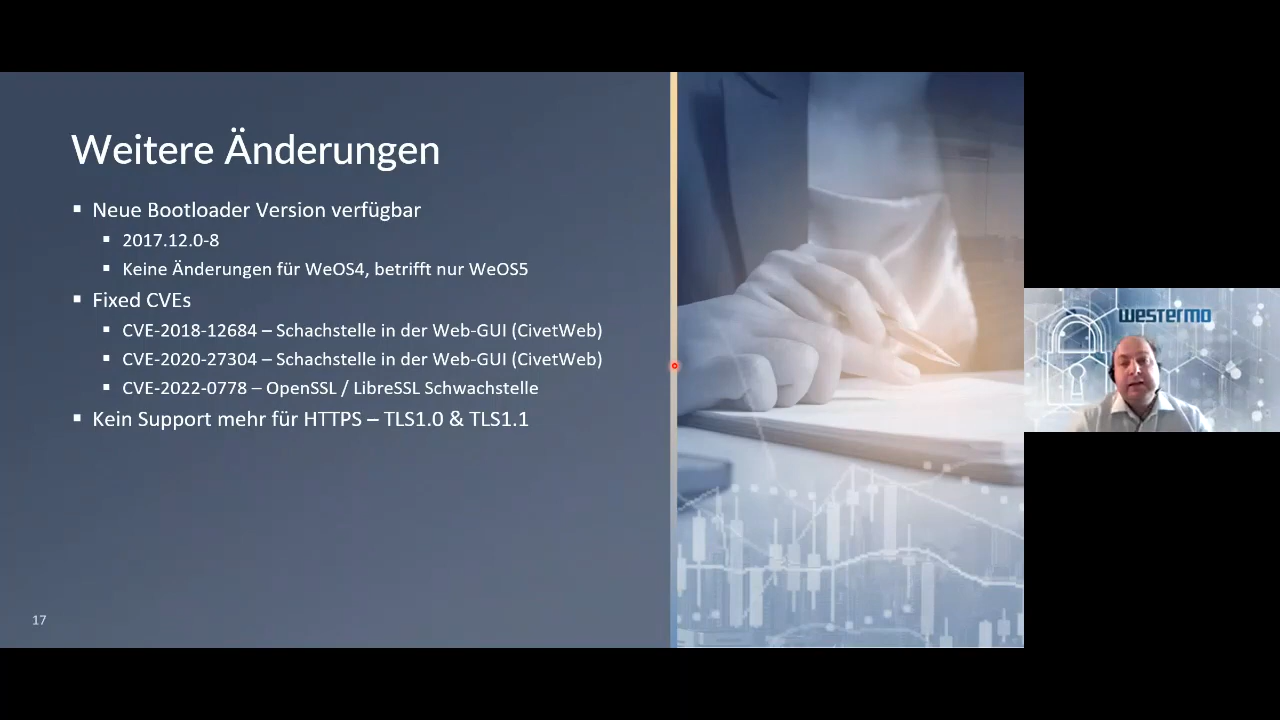 Weitere Änderungen
Neue Bootloader Version verfügbar
2017.12.0-8
Keine Änderungen für WeOS4, betrifft nur WeOS5
Fixed CVEs
CVE-2018-12684 – Schachstelle in der Web-GUI (CivetWeb)
CVE-2020-27304 – Schachstelle in der Web-GUI (CivetWeb)
CVE-2022-0778 – OpenSSL / LibreSSL Schwachstelle
Kein Support mehr für HTTPS – TLS1.0 & TLS1.1
17
westermo